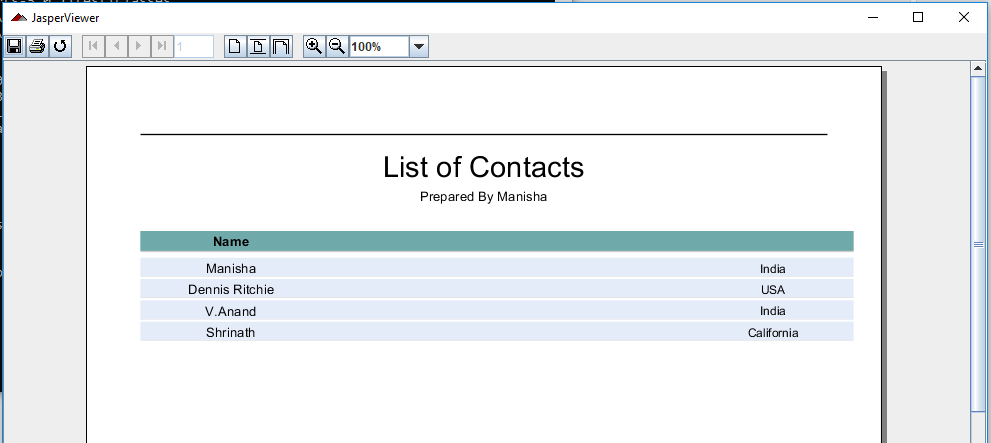 JasperViewer
1
100%
List of Contacts
Prepared By Manisha
Name
Manisha India
Dennis Ritchie USA
V.Anand India
Shrinath California